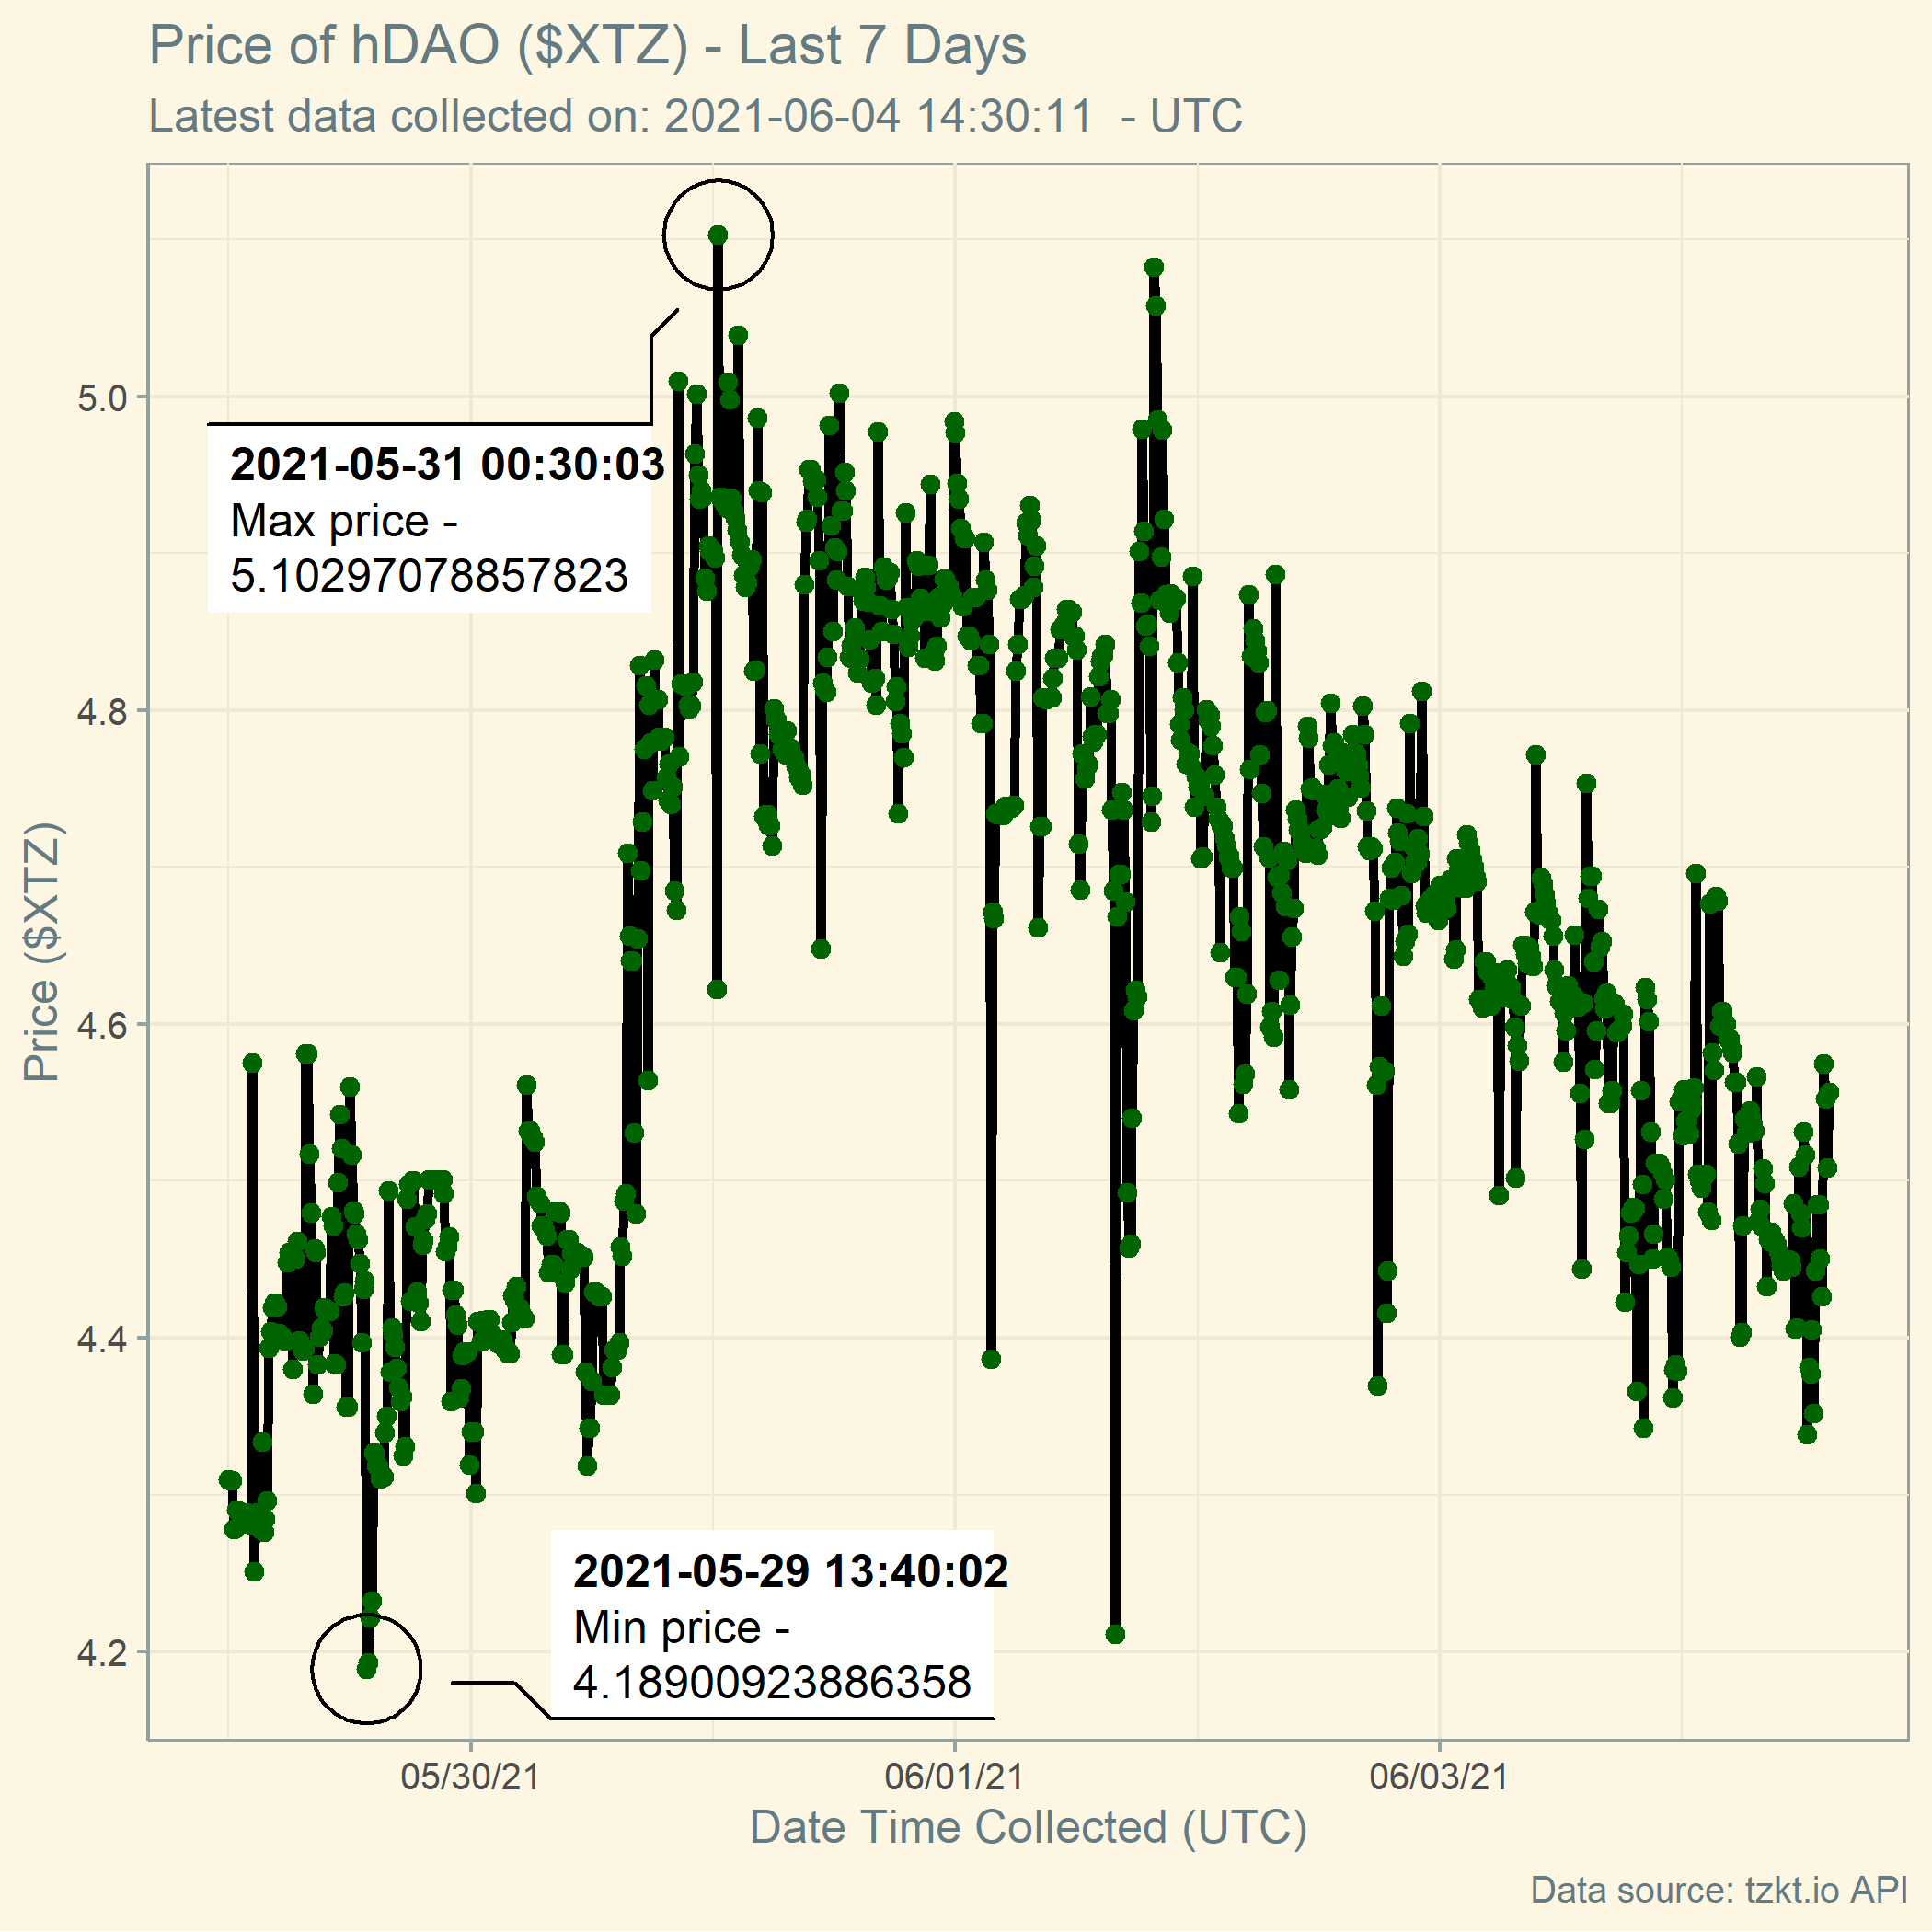 Price of hDAO ($XTZ) - Last 7 Days
Latest data collected on: 2021-06-04 14:30:11  - UTC
Price ($XTZ)
5.0
4.8
4.6
4.4
4.2
2021-05-31 00:30:03
Max price -
5.10297078857823
2021-05-29 13:40:02
Min price -
4.18900923886358
05/30/21
06/01/21
06/03/21
Date Time Collected (UTC)
Data source: tzkt.io API